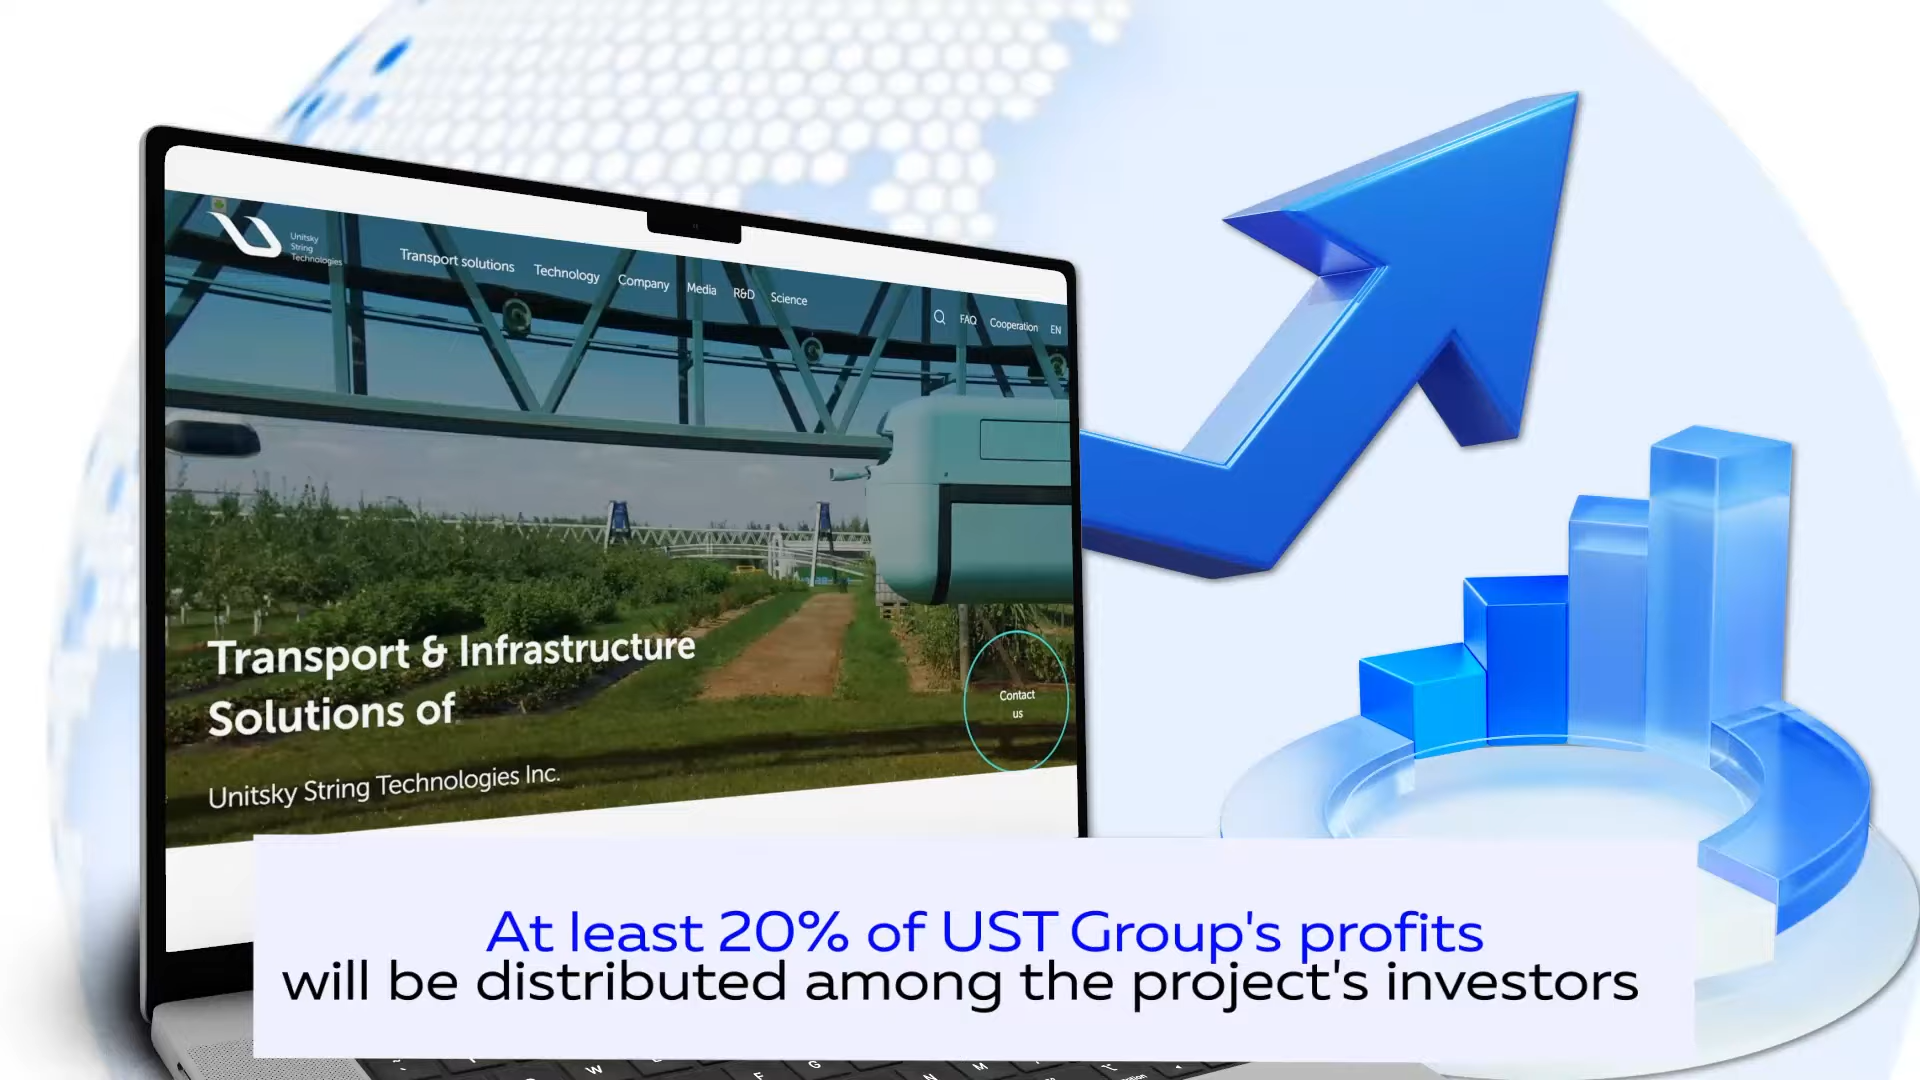 Unitsky
String
Technologies
Transport solutions
Technology
Company
Media
R&D
Science
FAQ
Cooperation
EN
Transport & Infrastructure
Solutions of
Unitsky String Technologies Inc.
Contact
us
At least 20% of UST Group's profits
will be distributed among the project's investors